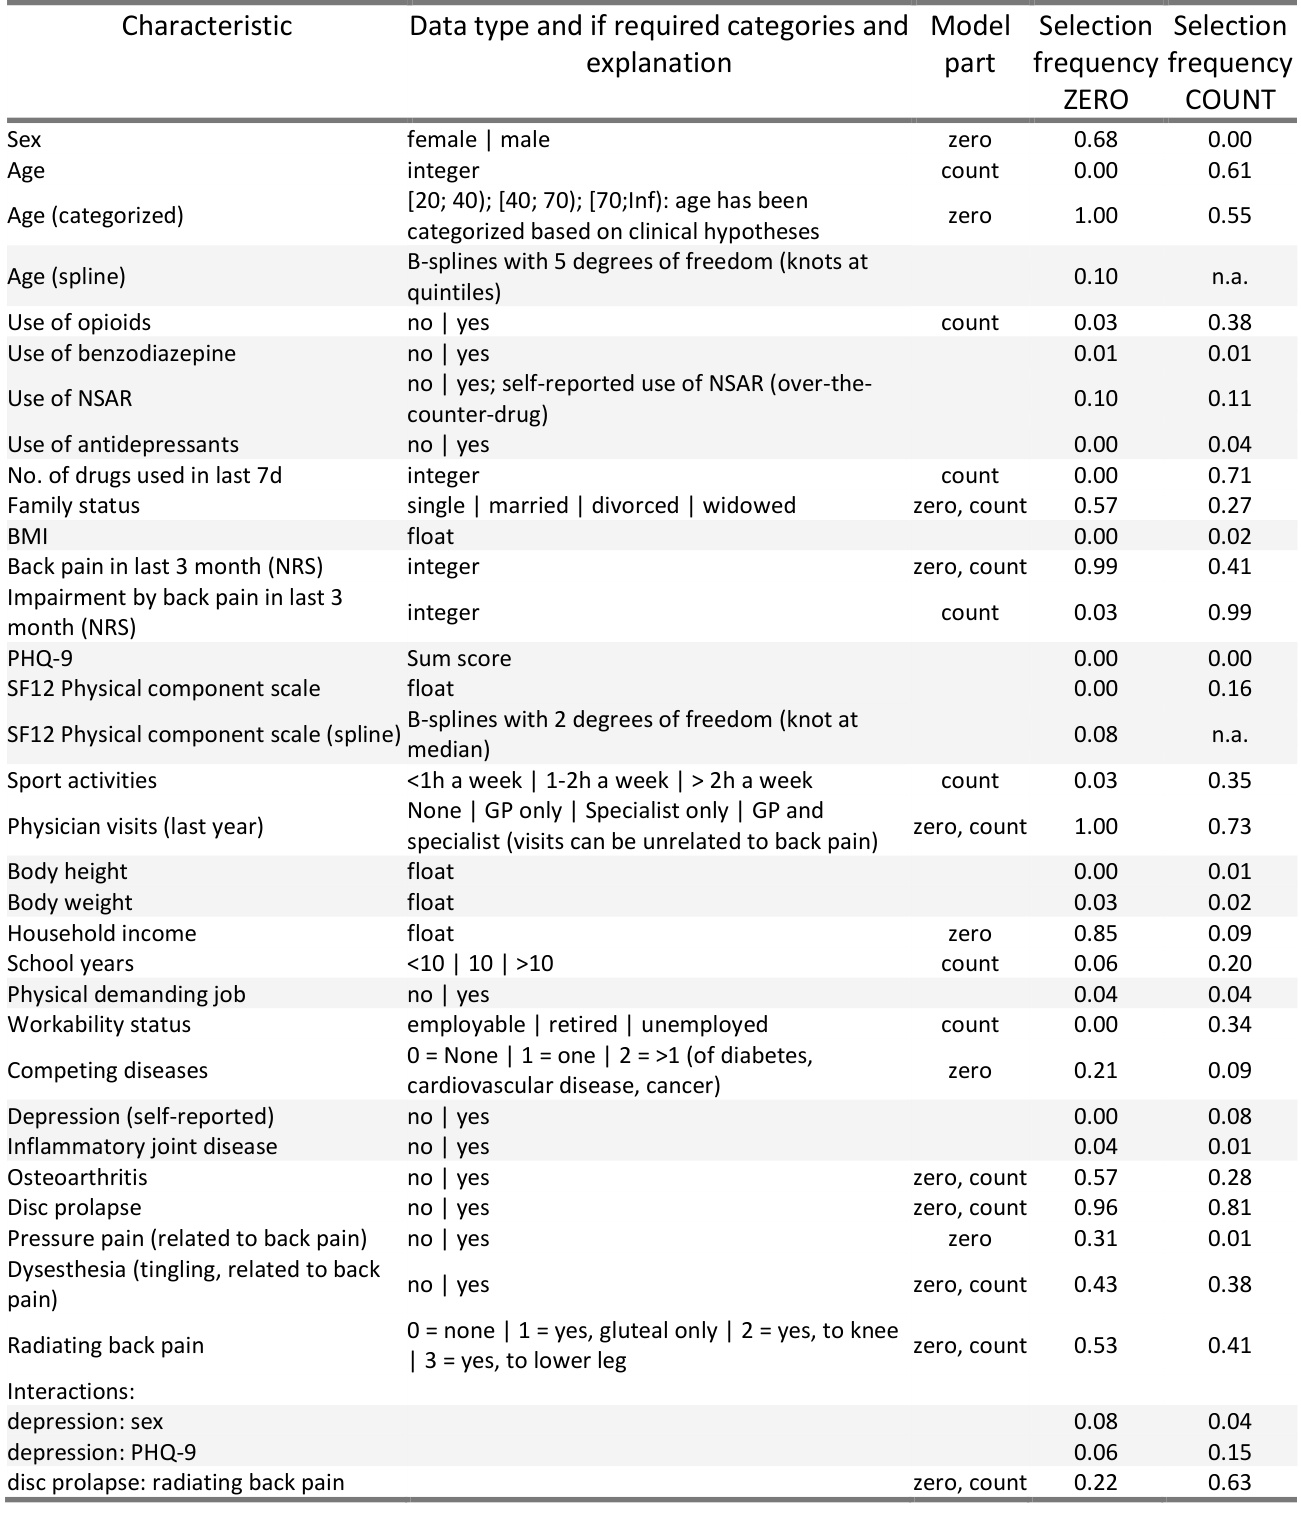 Characteristic Data type and if required categories and explanation Model part Selection frequency ZERO Selection frequency COUNT
Sex female | male zero 0.68 0.00
Age integer count 0.00 0.61
Age (categorized) [20; 40); [40; 70); [70;Inf): age has been categorized based on clinical hypotheses zero 1.00 0.55
Age (spline) B-splines with 5 degrees of freedom (knots at quintiles) 0.10 n.a.
Use of opioids no | yes count 0.03 0.38
Use of benzodiazepine no | yes 0.01 0.01
Use of NSAR no | yes; self-reported use of NSAR (over-the-counter-drug) 0.10 0.11
Use of antidepressants no | yes 0.00 0.04
No. of drugs used in last 7d integer count 0.00 0.71
Family status single | married | divorced | widowed zero, count 0.57 0.27
BMI float 0.00 0.02
Back pain in last 3 month (NRS) integer zero, count 0.99 0.41
Impairment by back pain in last 3 month (NRS) integer count 0.03 0.99
PHQ-9 Sum score 0.00 0.00
SF12 Physical component scale float 0.00 0.16
SF12 Physical component scale (spline) B-splines with 2 degrees of freedom (knot at median) 0.08 n.a.
Sport activities <1h a week | 1-2h a week | > 2h a week count 0.03 0.35
Physician visits (last year) None | GP only | Specialist only | GP and specialist (visits can be unrelated to back pain) zero, count 1.00 0.73
Body height float 0.00 0.01
Body weight float 0.03 0.02
Household income float zero 0.85 0.09
School years <10 | 10 | >10 count 0.06 0.20
Physical demanding job no | yes 0.04 0.04
Workability status employable | retired | unemployed count 0.00 0.34
Competing diseases 0 = None | 1 = one | 2 = >1 (of diabetes, cardiovascular disease, cancer) zero 0.21 0.09
Depression (self-reported) no | yes 0.00 0.08
Inflammatory joint disease no | yes 0.04 0.01
Osteoarthritis no | yes zero, count 0.57 0.28
Disc prolapse no | yes zero, count 0.96 0.81
Pressure pain (related to back pain) no | yes zero 0.31 0.01
Dysesthesia (tingling, related to back pain) no | yes zero, count 0.43 0.38
Radiating back pain 0 = none | 1 = yes, gluteal only | 2 = yes, to knee | 3 = yes, to lower leg zero, count 0.53 0.41
Interactions:
depression: sex 0.08 0.04
depression: PHQ-9 0.06 0.15
disc prolapse: radiating back pain zero, count 0.22 0.63